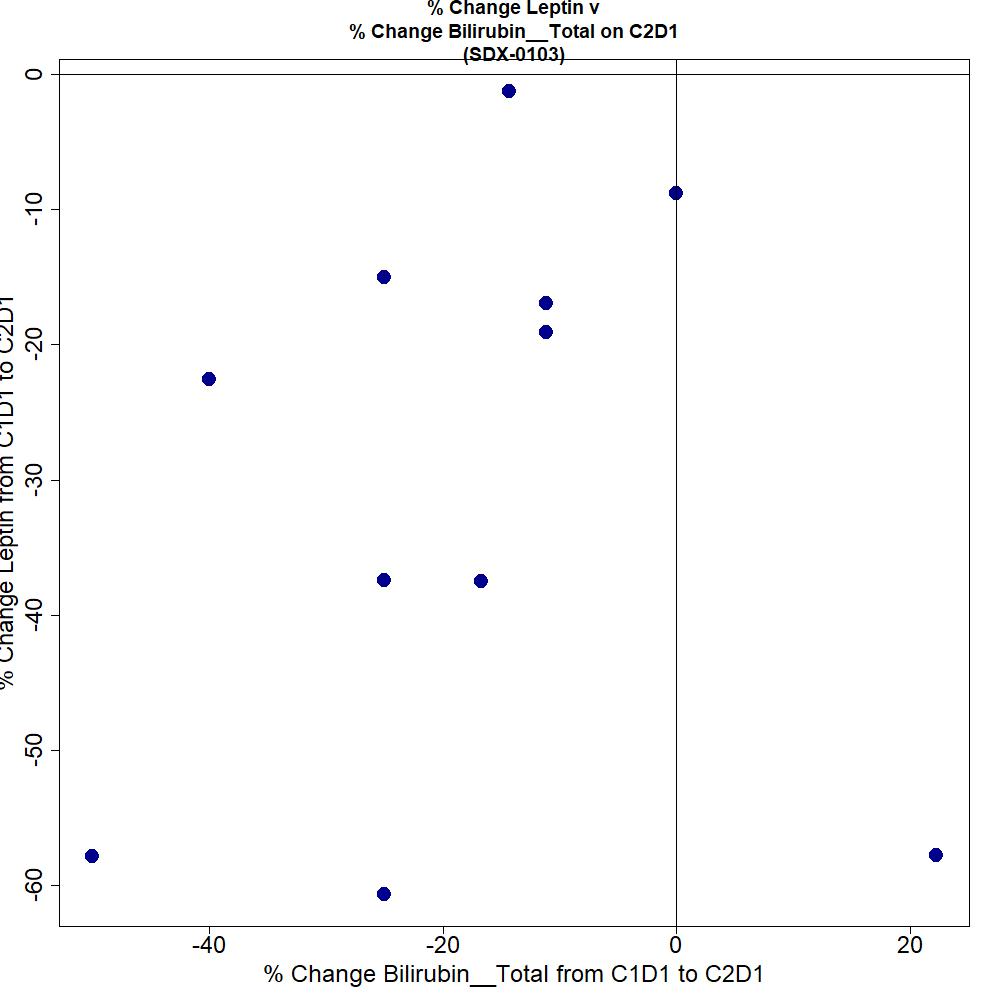 % Change Leptin v
% Change Bilirubin__Total on C2D1
(SDX-0103)
0
-10
-20
-30
-40
-50
-60
% Change Leptin from C1D1 to C2D1
-40
-20
0
20
% Change Bilirubin__Total from C1D1 to C2D1